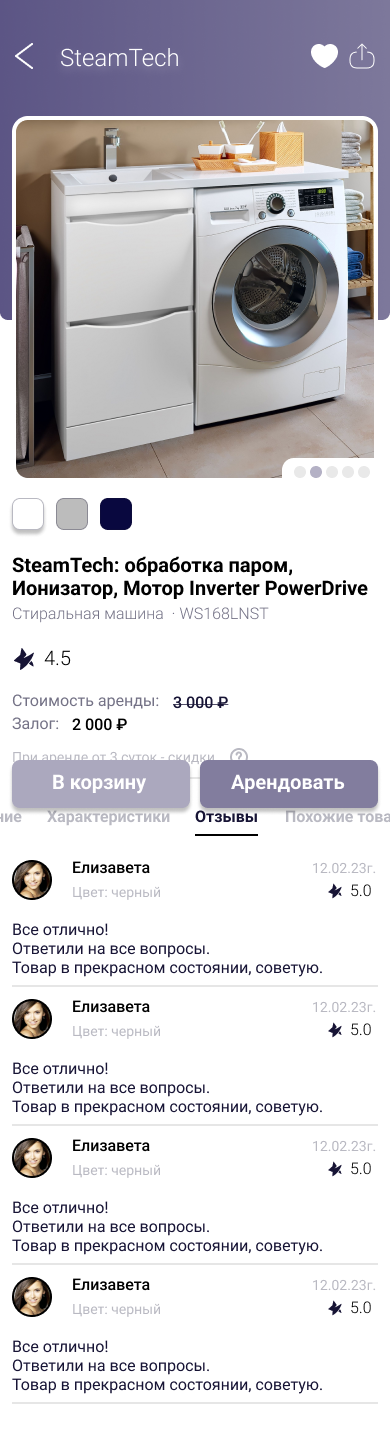 SteamTech
SteamTech: обработка паром,
Ионизатор, Мотор Inverter PowerDrive
Стиральная машина · WS168LNST
4.5
Стоимость аренды: 3 000 ₽
Залог: 2 000 ₽
При аренде от 3 суток - скидки ?
В корзину Арендовать
ние Характеристики Отзывы Похожие това
Елизавета 12.02.23г.
Цвет: черный 5.0
Все отлично!
Ответили на все вопросы.
Товар в прекрасном состоянии, советую.
Елизавета 12.02.23г.
Цвет: черный 5.0
Все отлично!
Ответили на все вопросы.
Товар в прекрасном состоянии, советую.
Елизавета 12.02.23г.
Цвет: черный 5.0
Все отлично!
Ответили на все вопросы.
Товар в прекрасном состоянии, советую.
Елизавета 12.02.23г.
Цвет: черный 5.0
Все отлично!
Ответили на все вопросы.
Товар в прекрасном состоянии, советую.